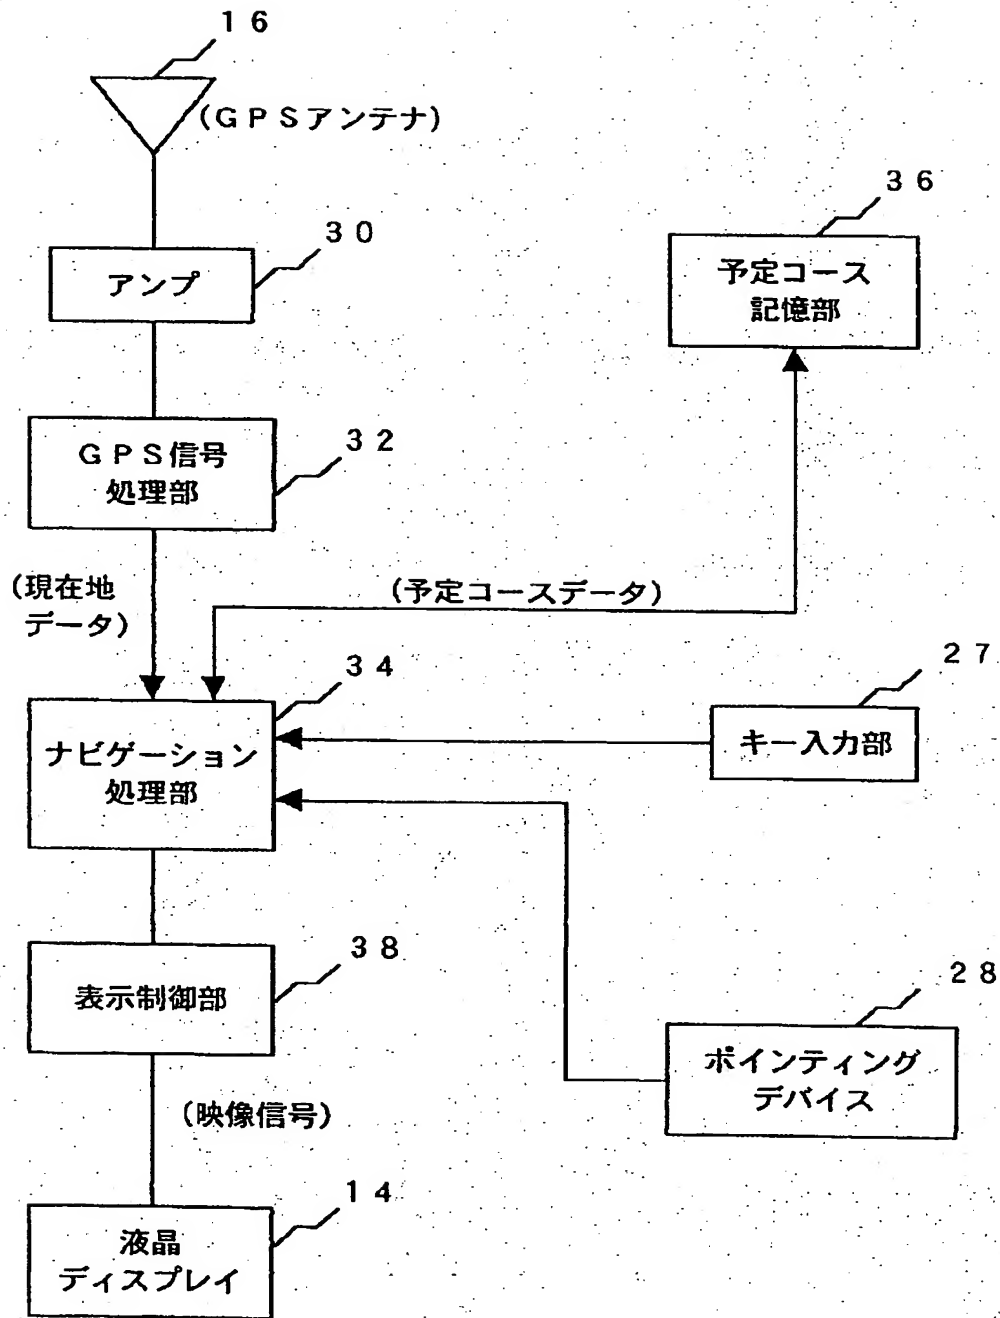 １６
(ＧＰＳアンテナ)
３６
３０
アンプ
予定コース
記憶部
３２
ＧＰＳ信号
処理部
(現在地
データ)
(予定コースデータ)
３４
２７
ナビゲーション
処理部
キー入力部
３８
表示制御部
２８
ポインティング
デバイス
(映像信号)
１４
液晶
ディスプレイ